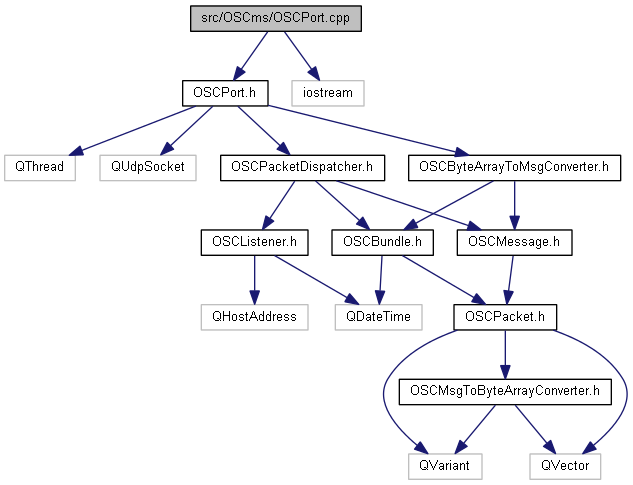 src/OSCms/OSCPort.cpp
OSCPort.h
iostream
QThread
QUdpSocket
OSCPacketDispatcher.h
OSCByteArrayToMsgConverter.h
OSCListener.h
OSCBundle.h
OSCMessage.h
QHostAddress
QDateTime
OSCPacket.h
OSCMsgToByteArrayConverter.h
QVariant
QVector